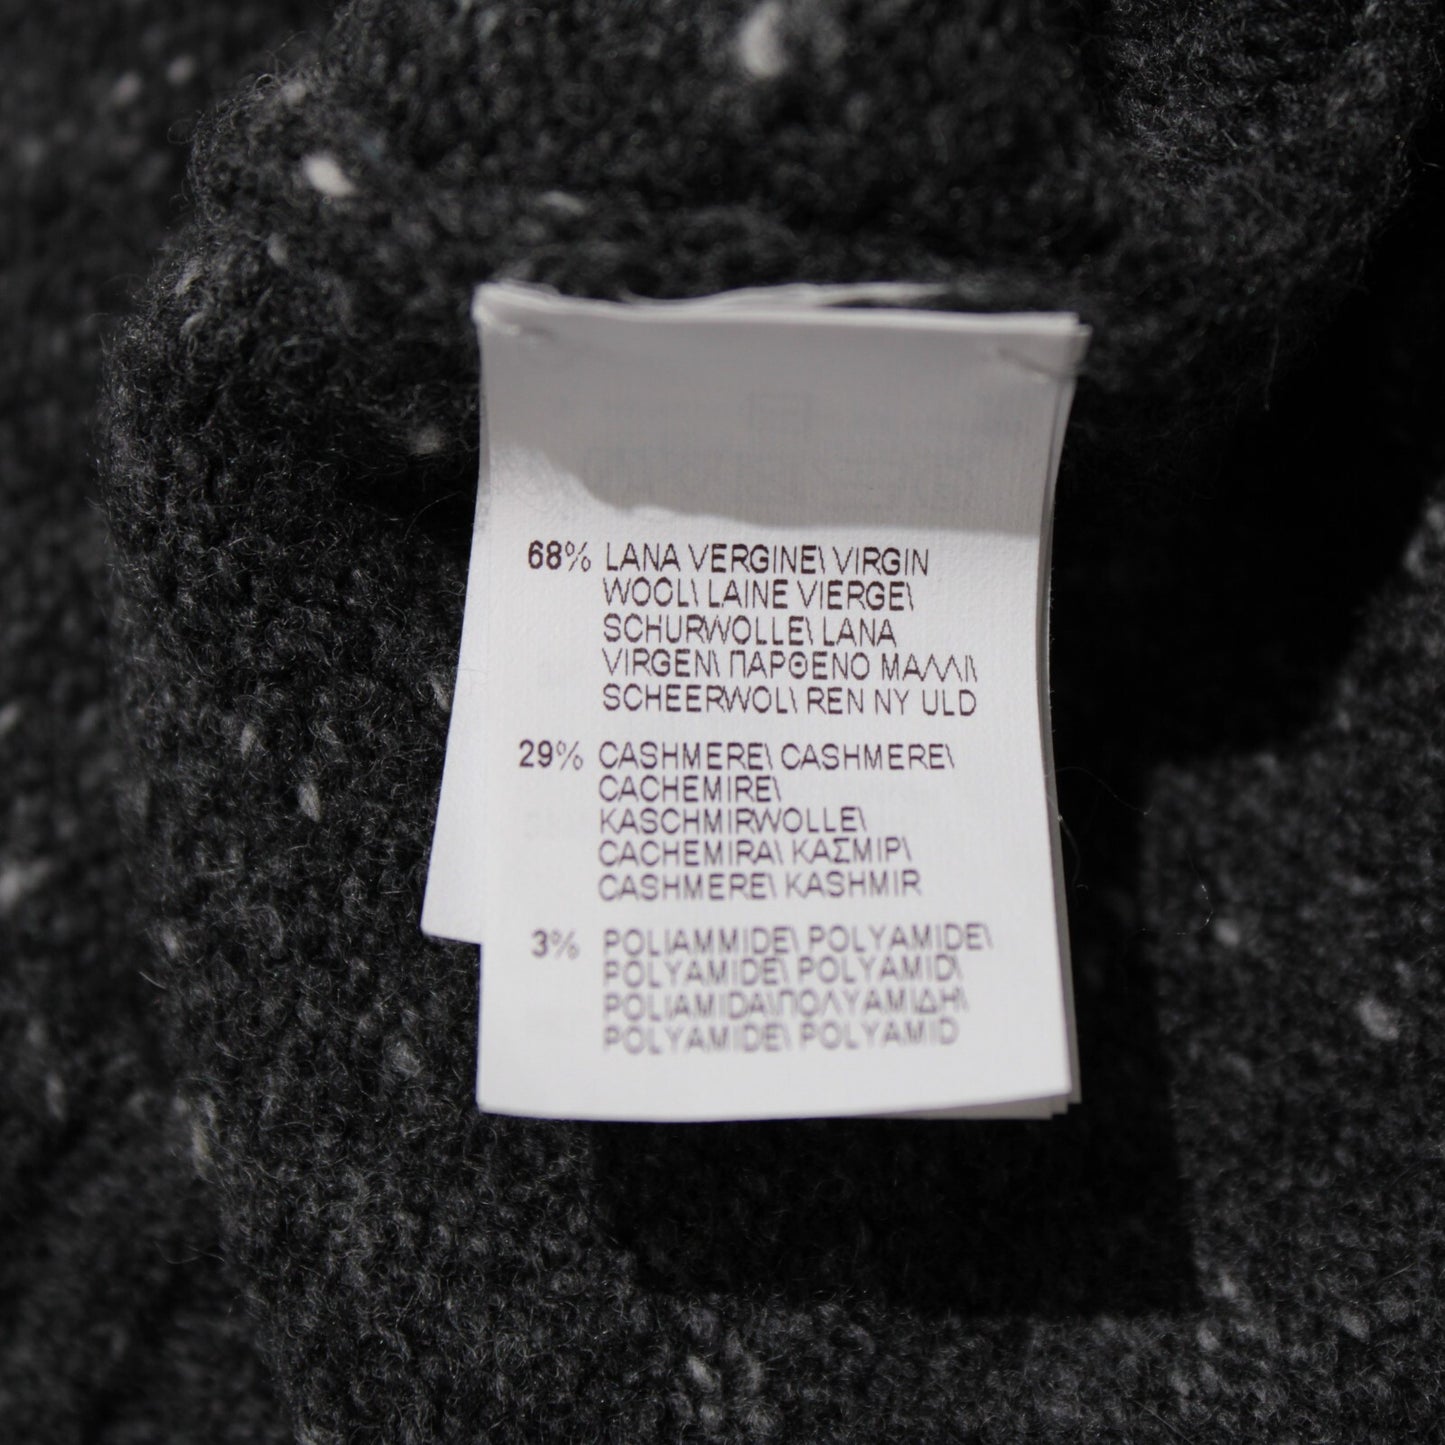 68% LANA VERGINE\ VIRGIN
WOOL\ LAINE VIERGE\
SCHURWOLLE\ LANA
VIRGEN\ ΠΑΡΘΕΝΟ ΜΑΛΛΙ\
SCHEERWOL\ REN NY ULD
29% CASHMERE\ CASHMERE\
CACHEMIRE\
KASCHMIRWOLLE\
CACHEMIRA\ ΚΑΣΜΙΡ\
CASHMERE\ KASHMIR
3% POLIAMMIDE\ POLYAMIDE\
POLYAMIDE\ POLYAMID\
POLIAMIDA\ΠΟΛΥΑΜΙΔΗ\
POLYAMIDE\ POLYAMID